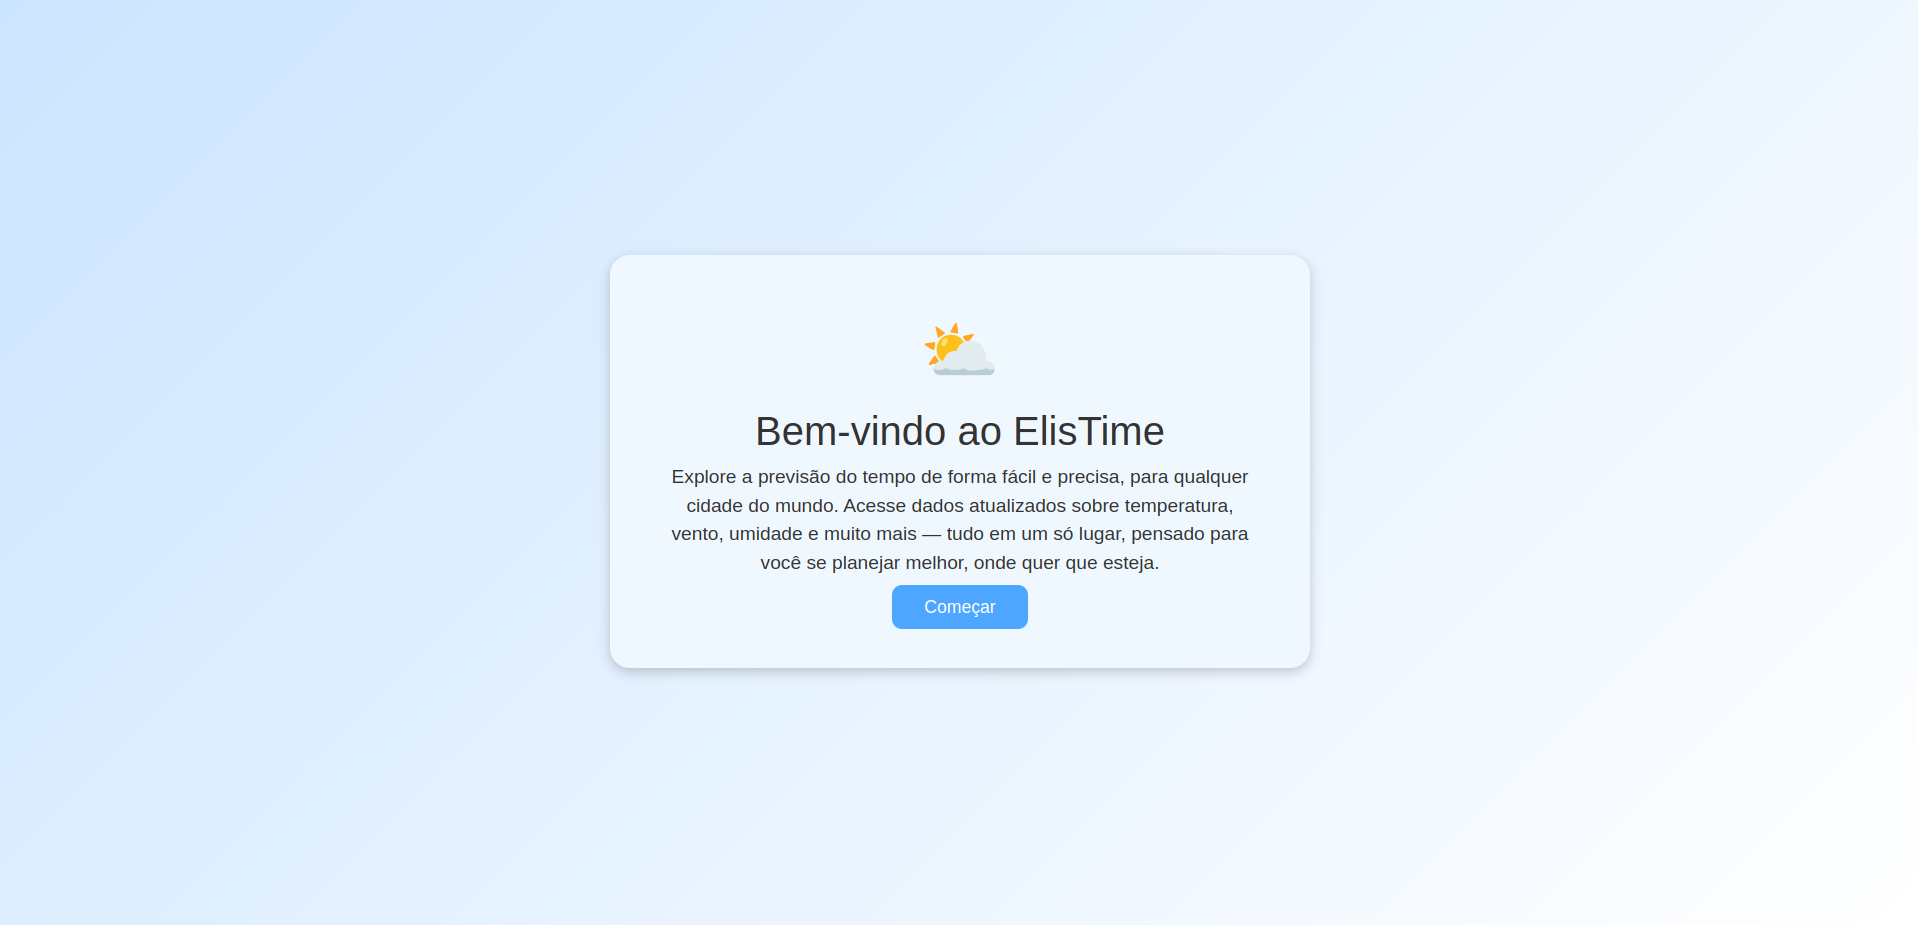 Bem-vindo ao ElisTime
Explore a previsão do tempo de forma fácil e precisa, para qualquer
cidade do mundo. Acesse dados atualizados sobre temperatura,
vento, umidade e muito mais — tudo em um só lugar, pensado para
você se planejar melhor, onde quer que esteja.
Começar